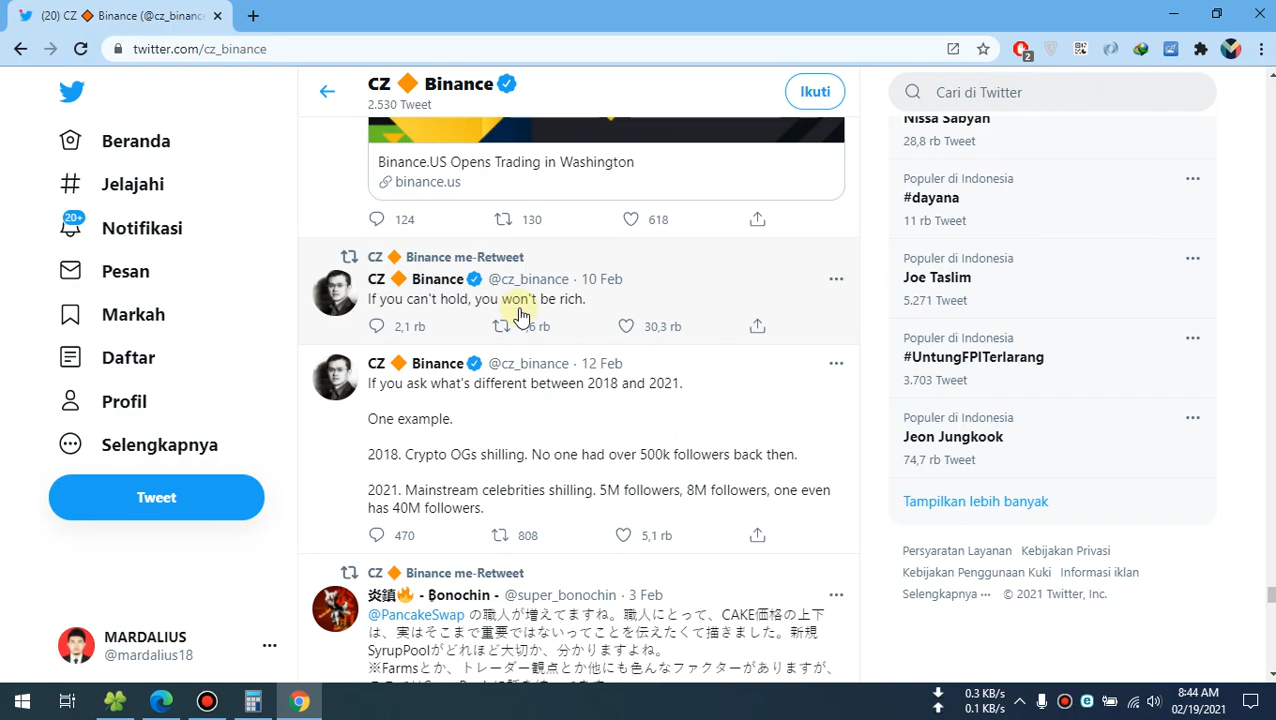 (20) CZ 🔶 Binance (@cz_binance
twitter.com/cz_binance
2
CZ 🔶 Binance
2.530 Tweet
Ikuti
Cari di Twitter
Beranda
Jelajahi
20+
Notifikasi
Pesan
Markah
Daftar
Profil
Selengkapnya
Tweet
MARDALIUS
@mardalius18
Binance.US Opens Trading in Washington
binance.us
124 130 618
CZ 🔶 Binance me-Retweet
CZ 🔶 Binance @cz_binance · 10 Feb
If you can't hold, you won't be rich.
2,1 rb rb 30,3 rb
CZ 🔶 Binance @cz_binance · 12 Feb
If you ask what's different between 2018 and 2021.
One example.
2018. Crypto OGs shilling. No one had over 500k followers back then.
2021. Mainstream celebrities shilling. 5M followers, 8M followers, one even
has 40M followers.
470 808 5,1 rb
CZ 🔶 Binance me-Retweet
炎鎮🔥 - ₿onochin - @super_bonochin · 3 Feb
@PancakeSwap の職人が増えてますね。職人にとって、CAKE価格の上下
は、実はそこまで重要ではないってことを伝えたくて描きました。新規
SyrupPoolがどれほど大切か、分かりますよね。
※Farmsとか、トレーダー観点とか他にも色んなファクターがありますが、
Nissa Sabyan
28,8 rb Tweet
Populer di Indonesia
#dayana
11 rb Tweet
Populer di Indonesia
Joe Taslim
5.271 Tweet
Populer di Indonesia
#UntungFPITerlarang
3.703 Tweet
Populer di Indonesia
Jeon Jungkook
74,7 rb Tweet
Tampilkan lebih banyak
Persyaratan Layanan Kebijakan Privasi
Kebijakan Penggunaan Kuki Informasi iklan
Selengkapnya ··· © 2021 Twitter, Inc.
0.3 KB/s
0.1 KB/s
8:44 AM
02/19/2021